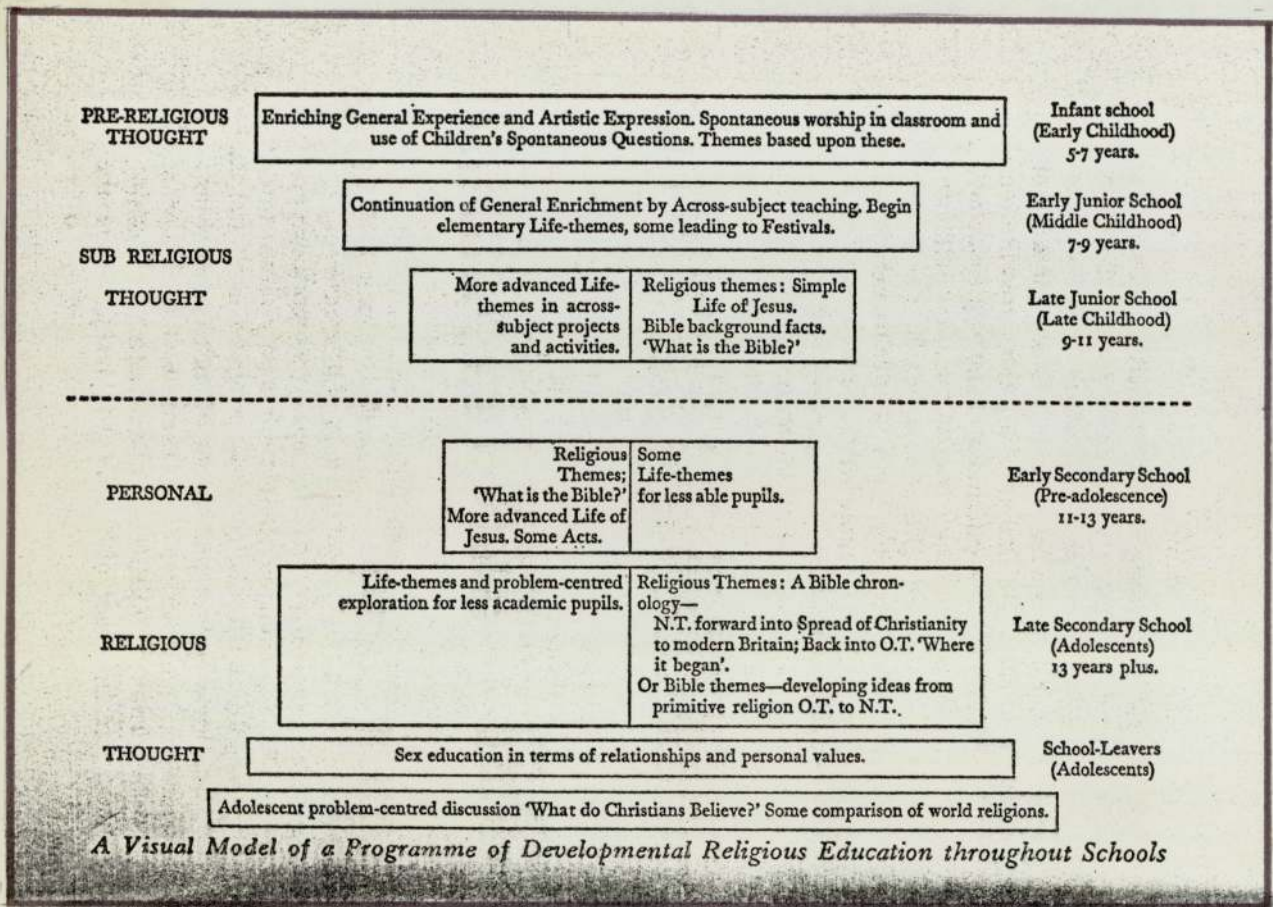 PRE-RELIGIOUS
THOUGHT
Enriching General Experience and Artistic Expression. Spontaneous worship in classroom and
use of Children's Spontaneous Questions. Themes based upon these.
Infant school
(Early Childhood)
5-7 years.
Continuation of General Enrichment by Across-subject teaching. Begin
elementary Life-themes, some leading to Festivals.
Early Junior School
(Middle Childhood)
7-9 years.
SUB RELIGIOUS
THOUGHT
More advanced Life-
themes in across-
subject projects
and activities.
Religious themes: Simple
Life of Jesus.
Bible background facts.
'What is the Bible?'
Late Junior School
(Late Childhood)
9-11 years.
PERSONAL
Religious
Themes;
'What is the Bible?'
More advanced Life of
Jesus. Some Acts.
Some
Life-themes
for less able pupils.
Early Secondary School
(Pre-adolescence)
11-13 years.
RELIGIOUS
Life-themes and problem-centred
exploration for less academic pupils.
Religious Themes: A Bible chron-
ology—
N.T. forward into Spread of Christianity
to modern Britain; Back into O.T. 'Where
it began'.
Or Bible themes—developing ideas from
primitive religion O.T. to N.T.
Late Secondary School
(Adolescents)
13 years plus.
THOUGHT
Sex education in terms of relationships and personal values.
School-Leavers
(Adolescents)
Adolescent problem-centred discussion 'What do Christians Believe?' Some comparison of world religions.
A Visual Model of a Programme of Developmental Religious Education throughout Schools